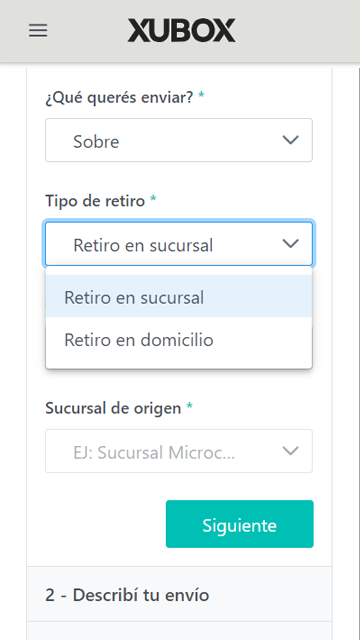 XUBOX
¿Qué querés enviar? *
Sobre
Tipo de retiro *
Retiro en sucursal
Retiro en sucursal
Retiro en domicilio
Sucursal de origen *
EJ: Sucursal Microc...
Siguiente
2 - Describí tu envío